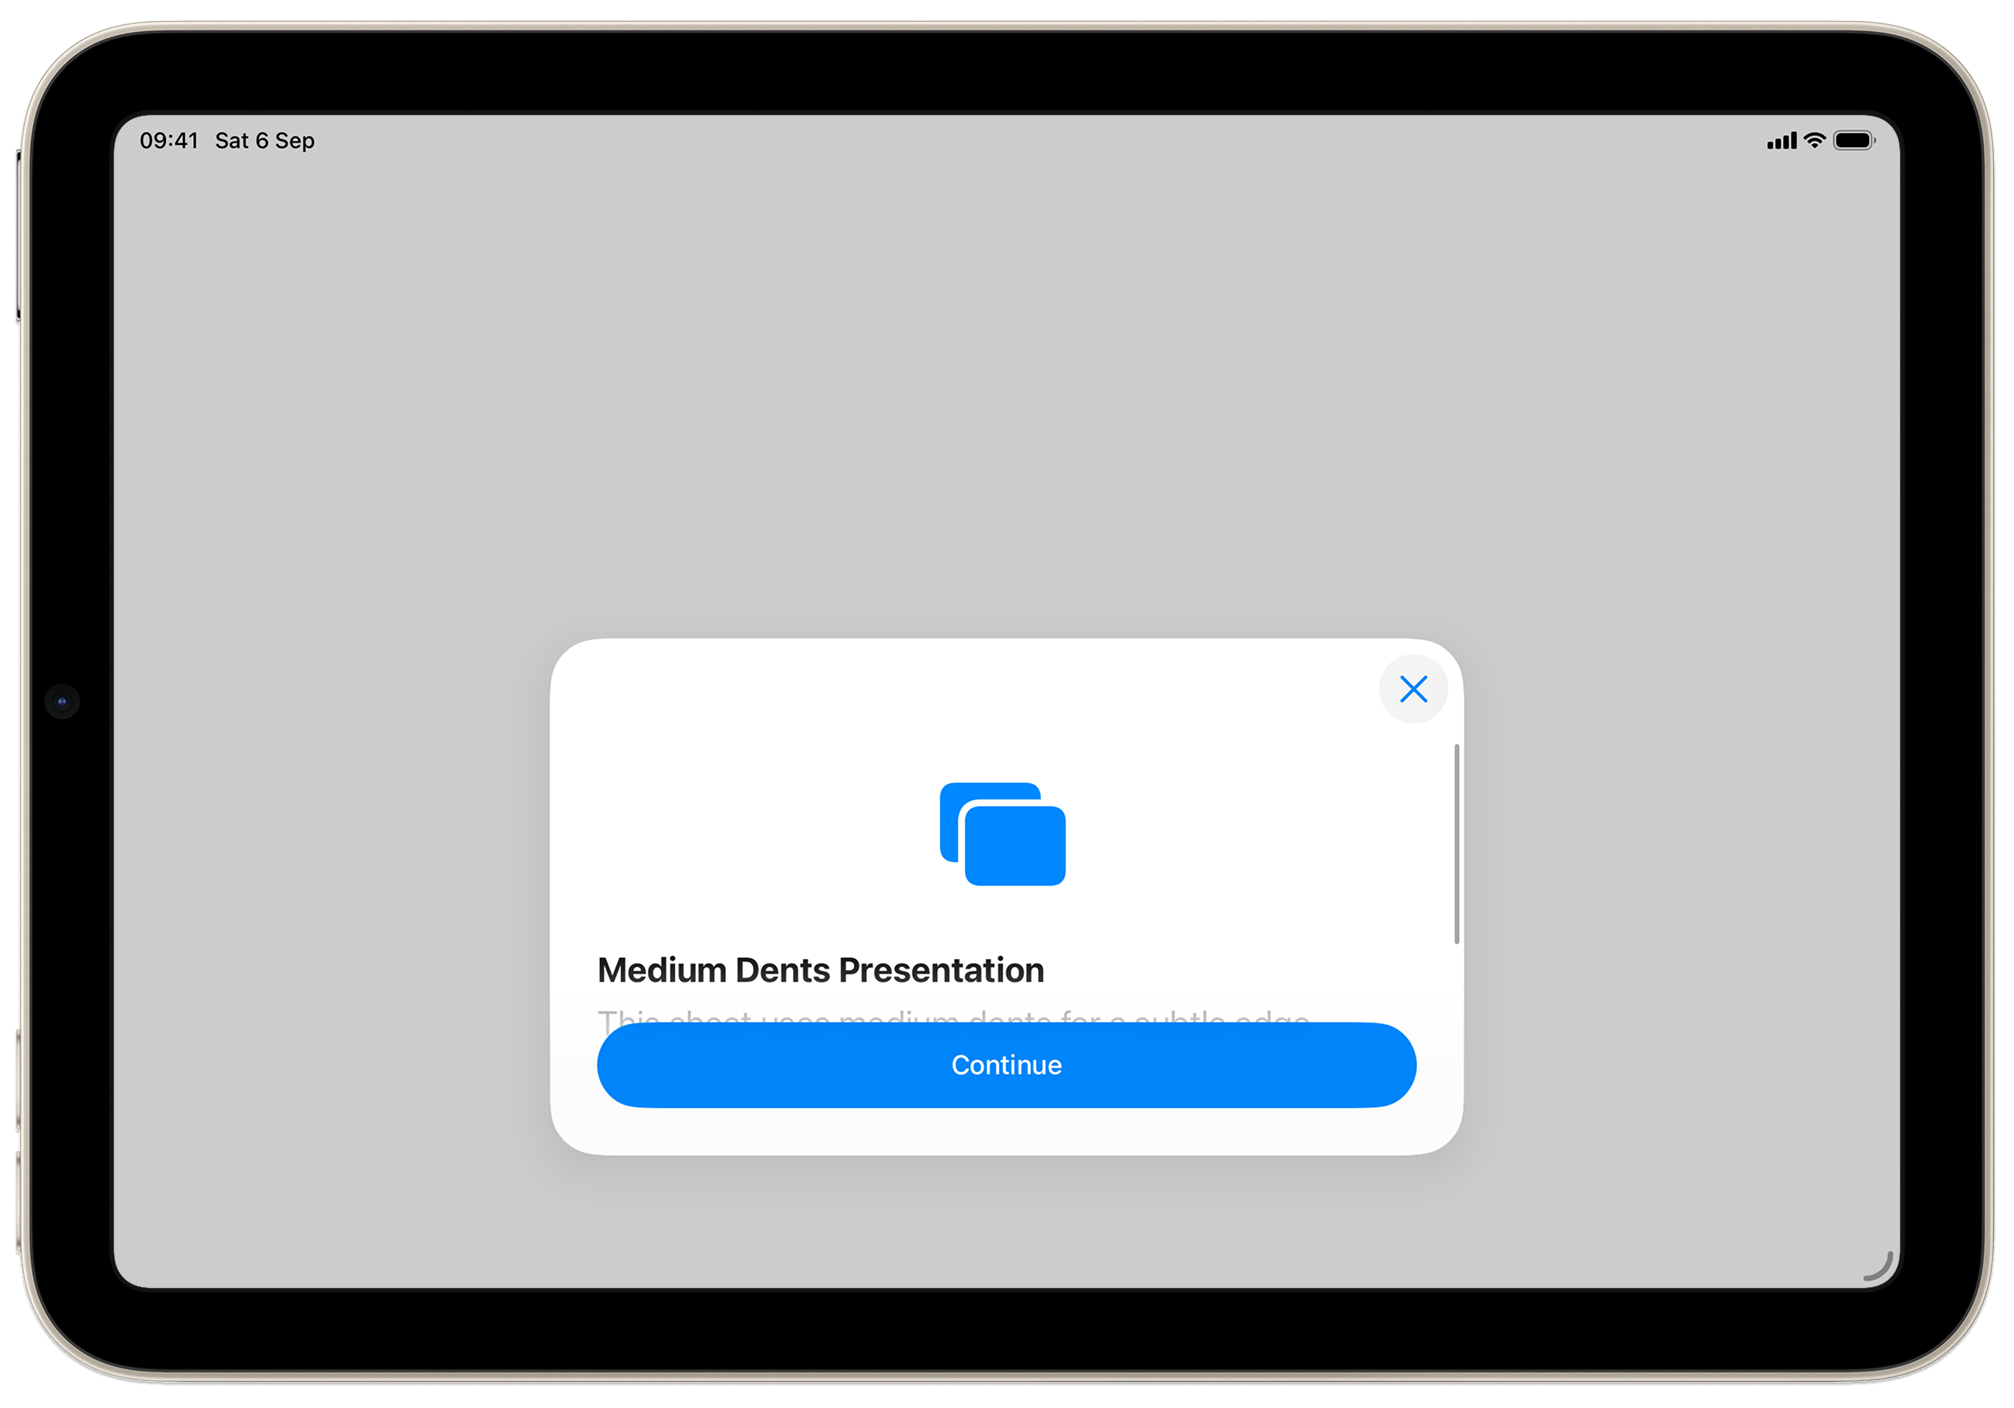 09:41 Sat 6 Sep
Medium Dents Presentation
This sheet uses medium dents for a subtle edge
Continue